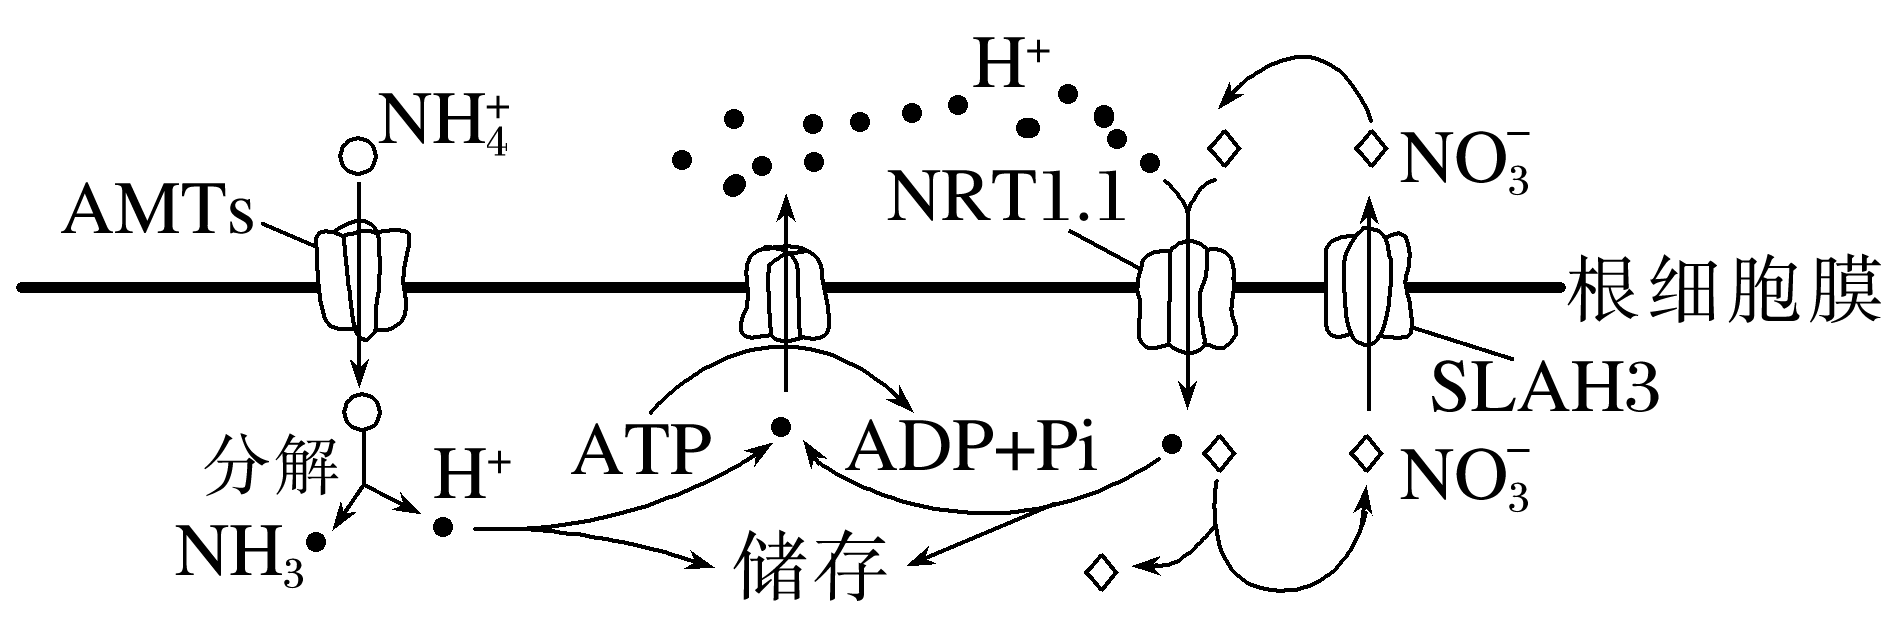 H⁺
NH₄⁺
NO₃⁻
AMTs
NRT1.1
根细胞膜
SLAH3
ATP
ADP+Pi
分解
H⁺
NO₃⁻
NH₃
储存